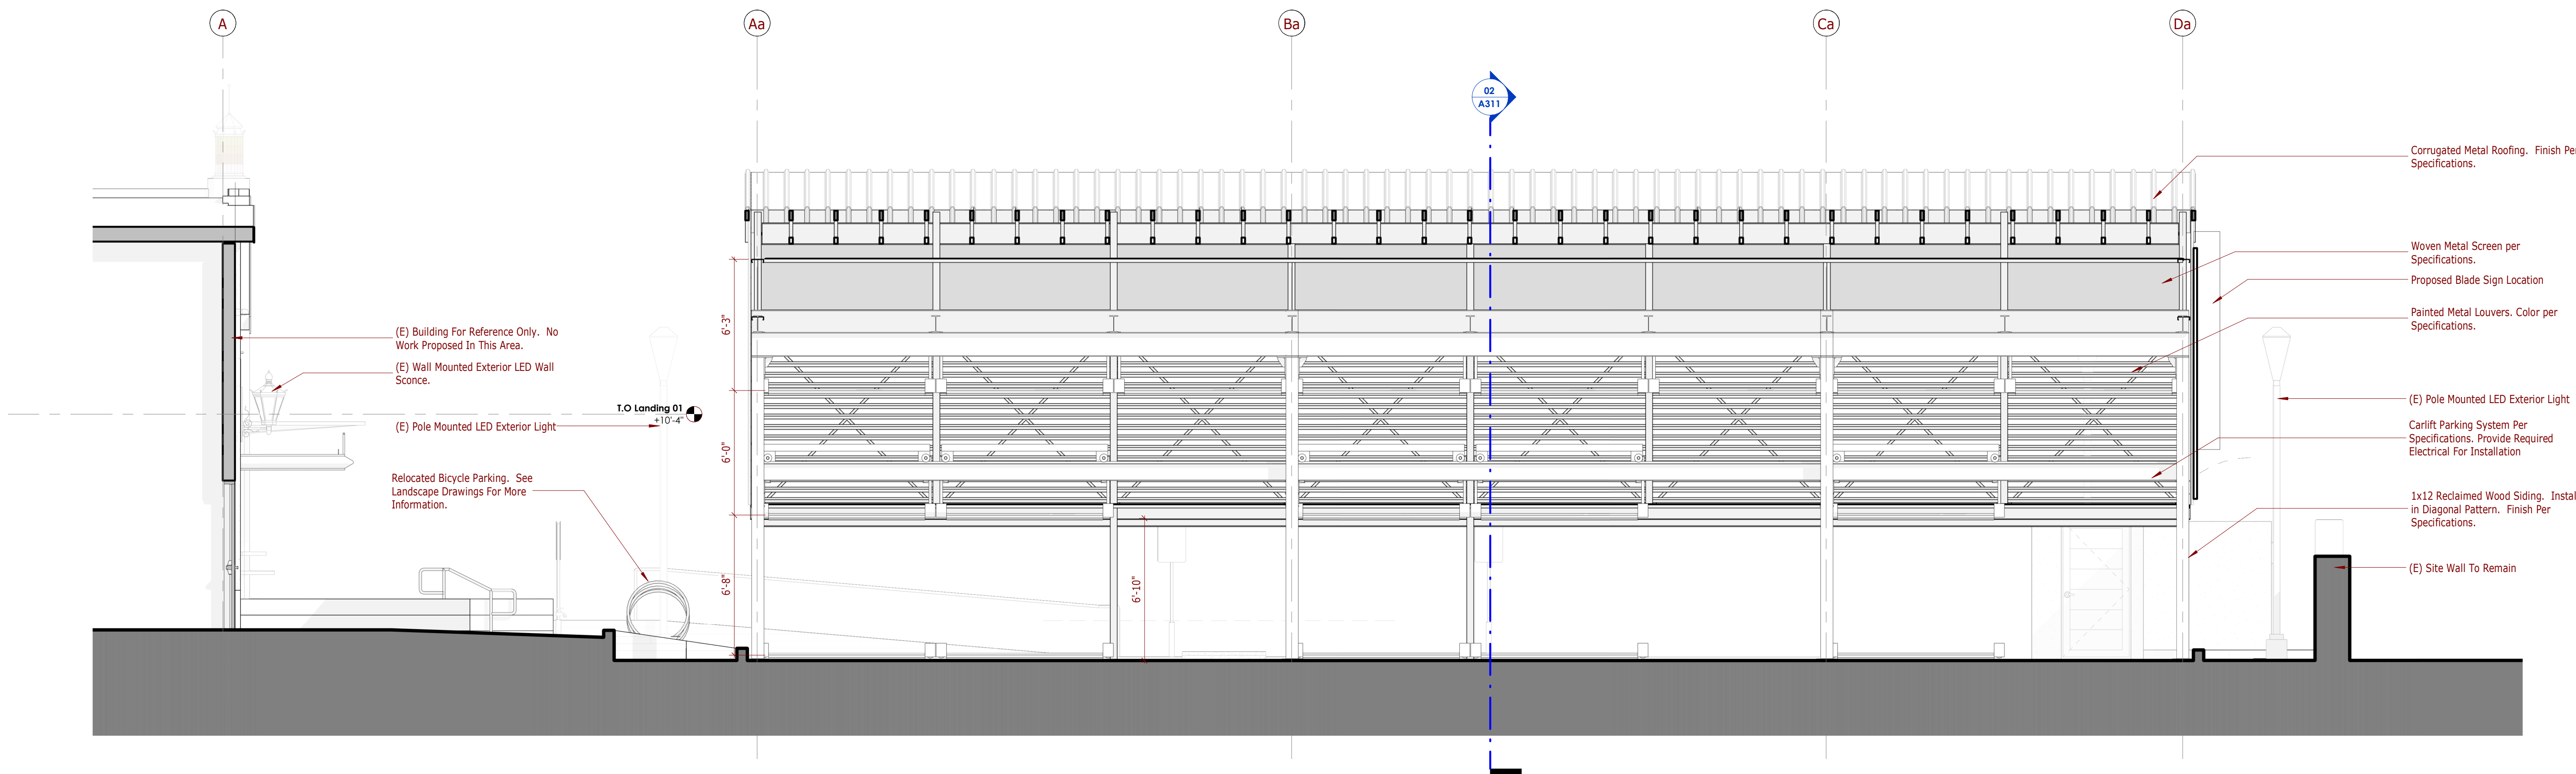 A
Aa
Ba
Ca
Da
02
A311
Corrugated Metal Roofing.  Finish Per
Specifications.
Woven Metal Screen per
Specifications.
Proposed Blade Sign Location
Painted Metal Louvers. Color per
Specifications.
(E) Pole Mounted LED Exterior Light
Carlift Parking System Per
Specifications. Provide Required
Electrical For Installation
1x12 Reclaimed Wood Siding.  Instal
in Diagonal Pattern.  Finish Per
Specifications.
(E) Site Wall To Remain
(E) Building For Reference Only.  No
Work Proposed In This Area.
(E) Wall Mounted Exterior LED Wall
Sconce.
T.O Landing 01
+10'-4"
(E) Pole Mounted LED Exterior Light
Relocated Bicycle Parking.  See
Landscape Drawings For More
Information.
6'-3"
6'-0"
6'-8"
6'-10"